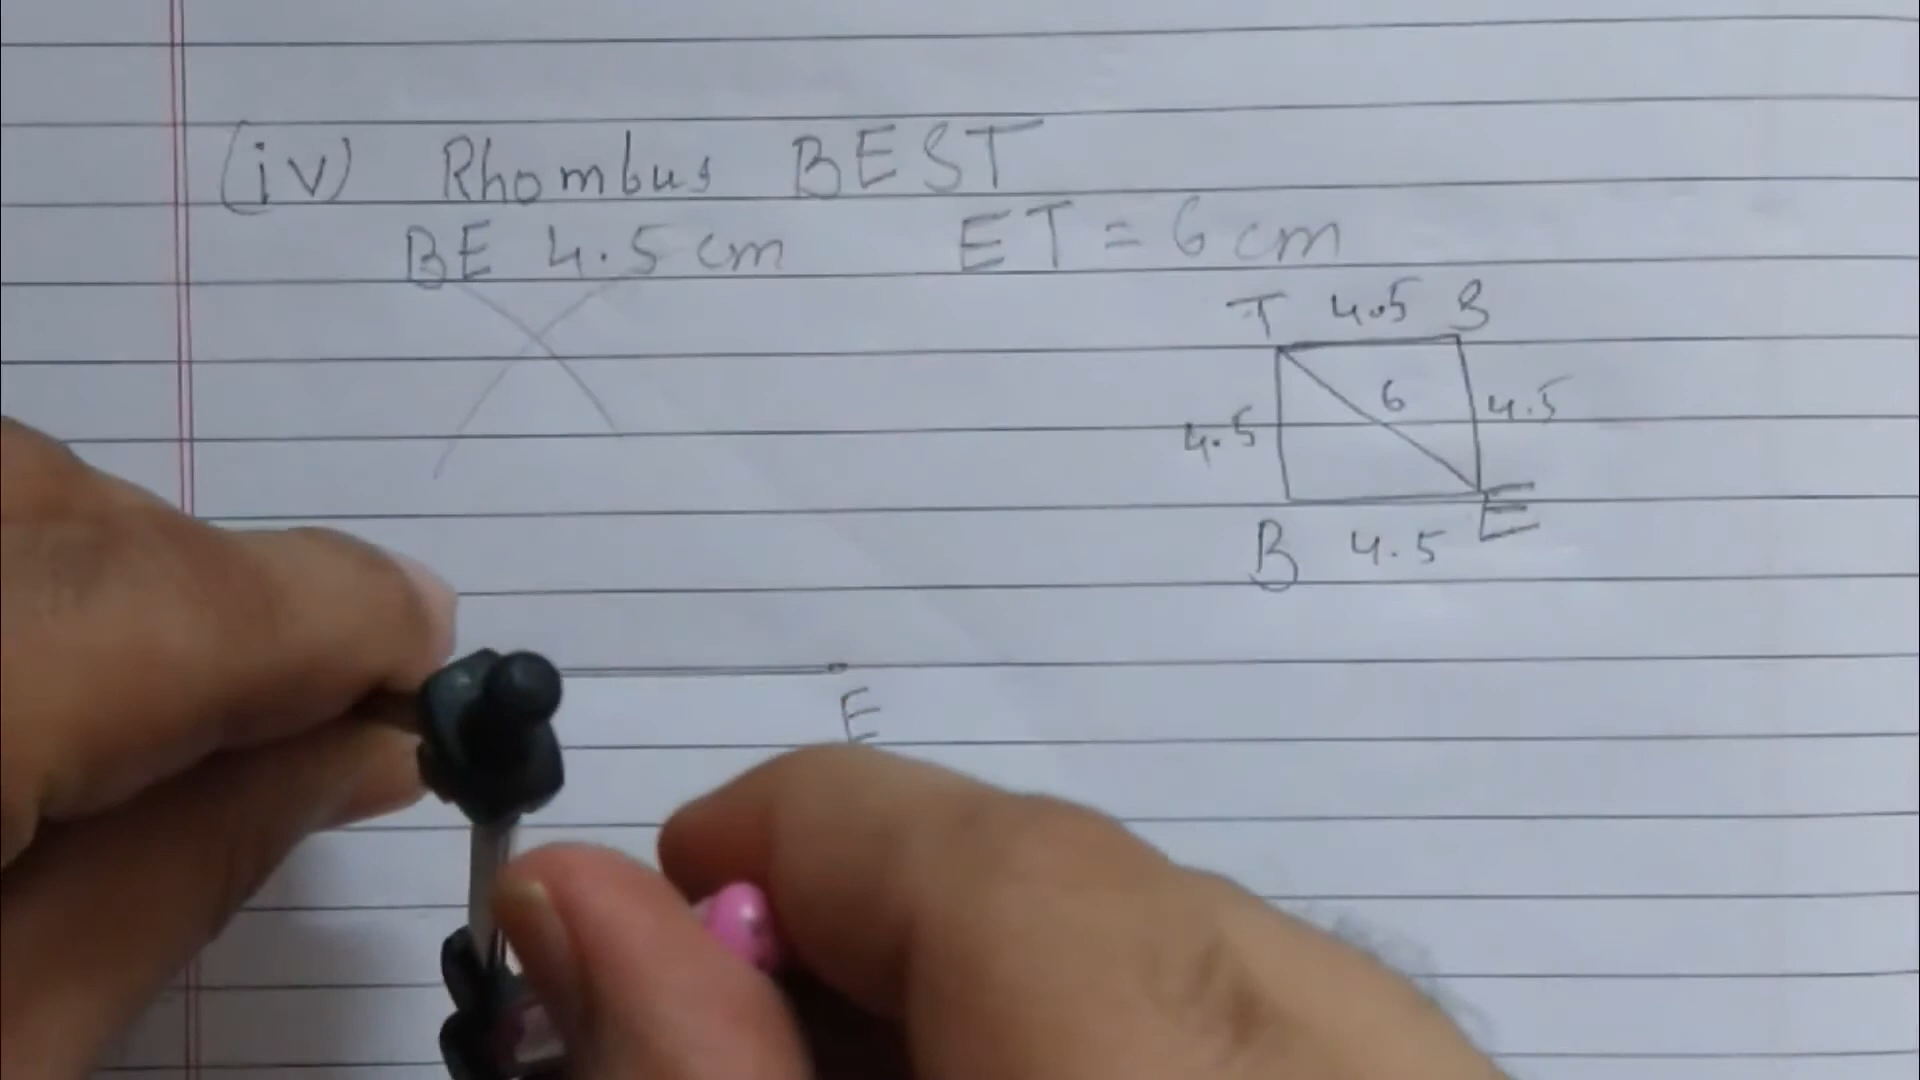 (iv) Rhombus BEST
BE 4.5 cm ET = 6 cm
T 4.5 S
6
4.5 4.5
B 4.5 E
E